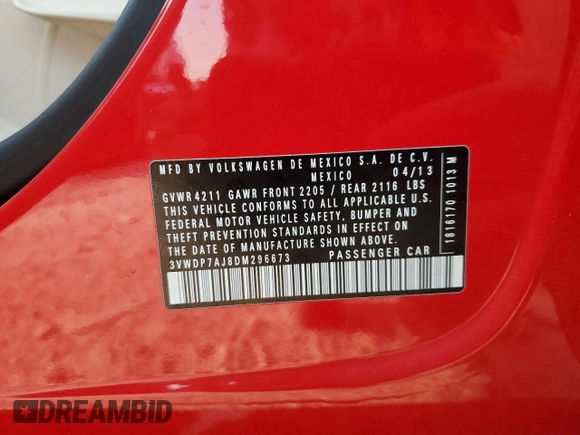 MFD BY VOLKSWAGEN DE MEXICO S.A. DE C.V.
MEXICO 04/13
GVWR 4211 GAWR FRONT 2205 / REAR 2116 LBS
THIS VEHICLE CONFORMS TO ALL APPLICABLE U.S.
FEDERAL MOTOR VEHICLE SAFETY, BUMPER AND
THEFT PREVENTION STANDARDS IN EFFECT ON
THE DATE OF MANUFACTURE SHOWN ABOVE.
3VWDP7AJ8DM296673 PASSENGER CAR
1816170 1013 M
DREAMBID